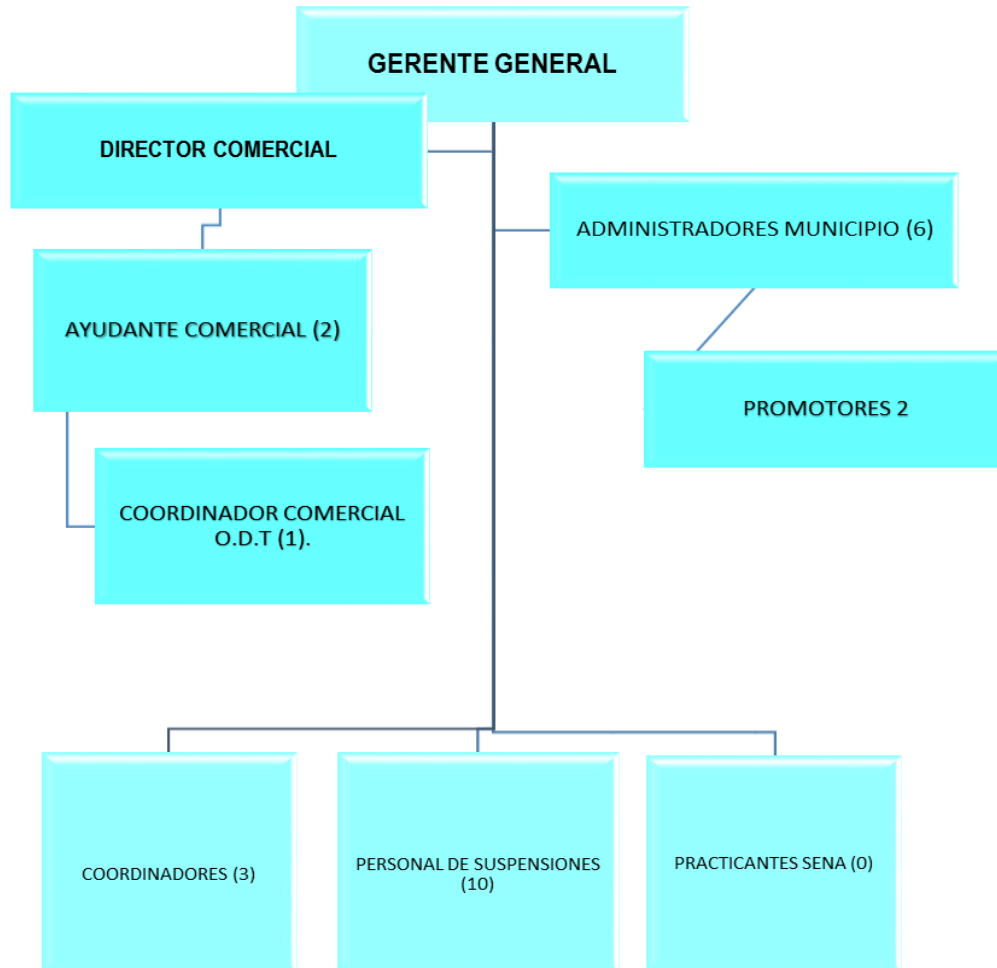 GERENTE GENERAL
DIRECTOR COMERCIAL
ADMINISTRADORES MUNICIPIO (6)
AYUDANTE COMERCIAL (2)
PROMOTORES 2
COORDINADOR COMERCIAL
O.D.T (1).
COORDINADORES (3)
PERSONAL DE SUSPENSIONES
(10)
PRACTICANTES SENA (0)